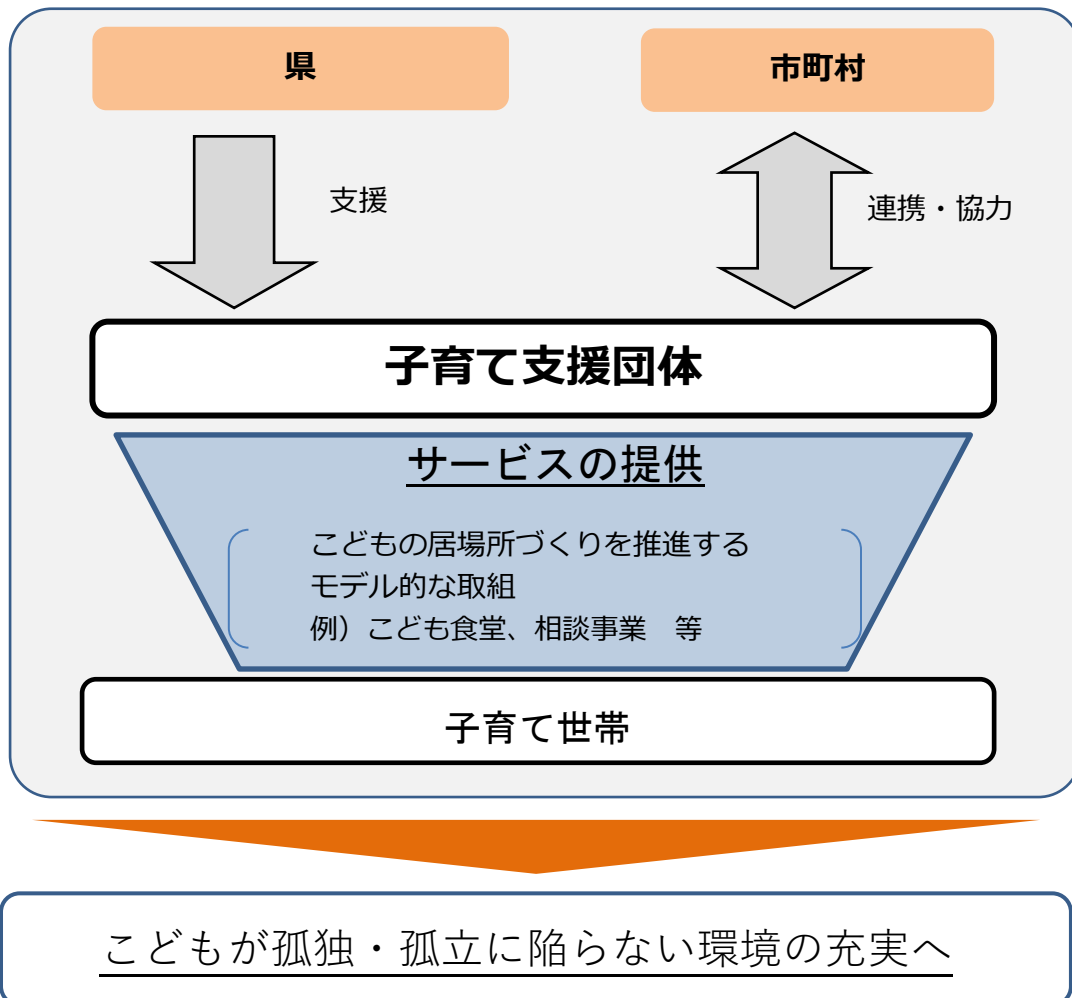 県
市町村
支援
連携・協力
子育て支援団体
サービスの提供
こどもの居場所づくりを推進する
モデル的な取組
例）こども食堂、相談事業　等
子育て世帯
こどもが孤独・孤立に陥らない環境の充実へ